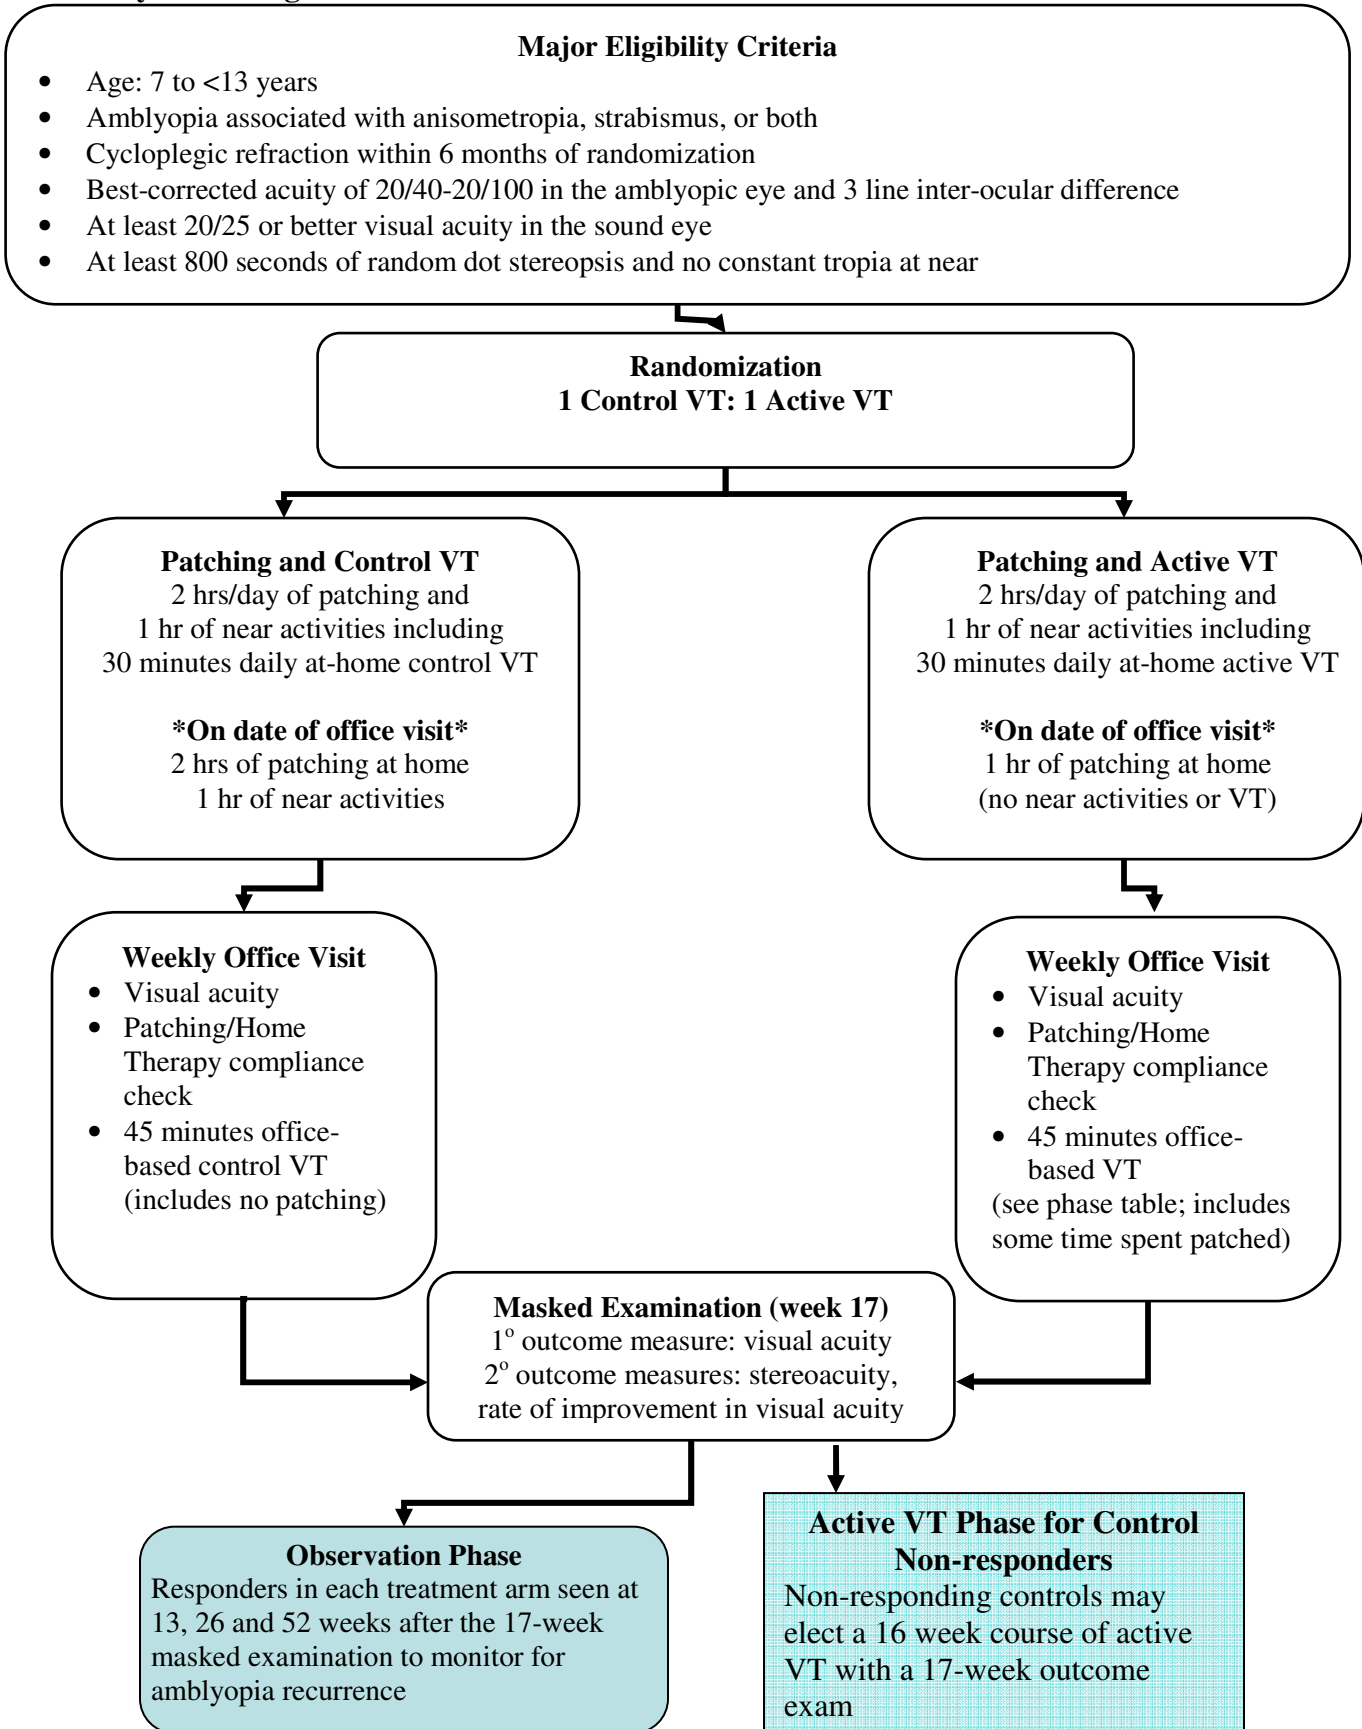 Major Eligibility Criteria
• Age: 7 to <13 years
• Amblyopia associated with anisometropia, strabismus, or both
• Cycloplegic refraction within 6 months of randomization
• Best-corrected acuity of 20/40-20/100 in the amblyopic eye and 3 line inter-ocular difference
• At least 20/25 or better visual acuity in the sound eye
• At least 800 seconds of random dot stereopsis and no constant tropia at near
Randomization
1 Control VT: 1 Active VT
Patching and Control VT
2 hrs/day of patching and
1 hr of near activities including
30 minutes daily at-home control VT
*On date of office visit*
2 hrs of patching at home
1 hr of near activities
Patching and Active VT
2 hrs/day of patching and
1 hr of near activities including
30 minutes daily at-home active VT
*On date of office visit*
1 hr of patching at home
(no near activities or VT)
Weekly Office Visit
• Visual acuity
• Patching/Home
Therapy compliance
check
• 45 minutes office-
based control VT
(includes no patching)
Weekly Office Visit
• Visual acuity
• Patching/Home
Therapy compliance
check
• 45 minutes office-
based VT
(see phase table; includes
some time spent patched)
Masked Examination (week 17)
1º outcome measure: visual acuity
2º outcome measures: stereoacuity,
rate of improvement in visual acuity
Observation Phase
Responders in each treatment arm seen at
13, 26 and 52 weeks after the 17-week
masked examination to monitor for
amblyopia recurrence
Active VT Phase for Control
Non-responders
Non-responding controls may
elect a 16 week course of active
VT with a 17-week outcome
exam